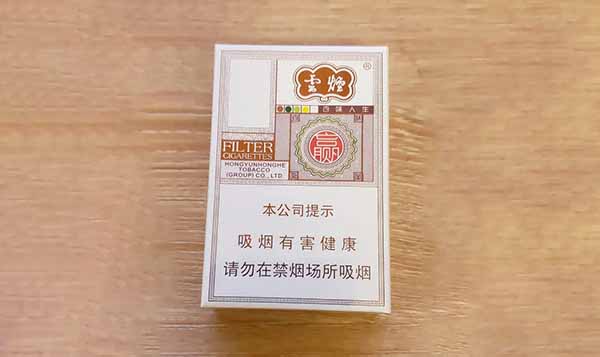 雲煙
®
百味人生
赢
FILTER
CIGARETTES
HONGYUNHONGHE
TOBACCO
(GROUP) CO., LTD.
本公司提示
吸烟有害健康
请勿在禁烟场所吸烟